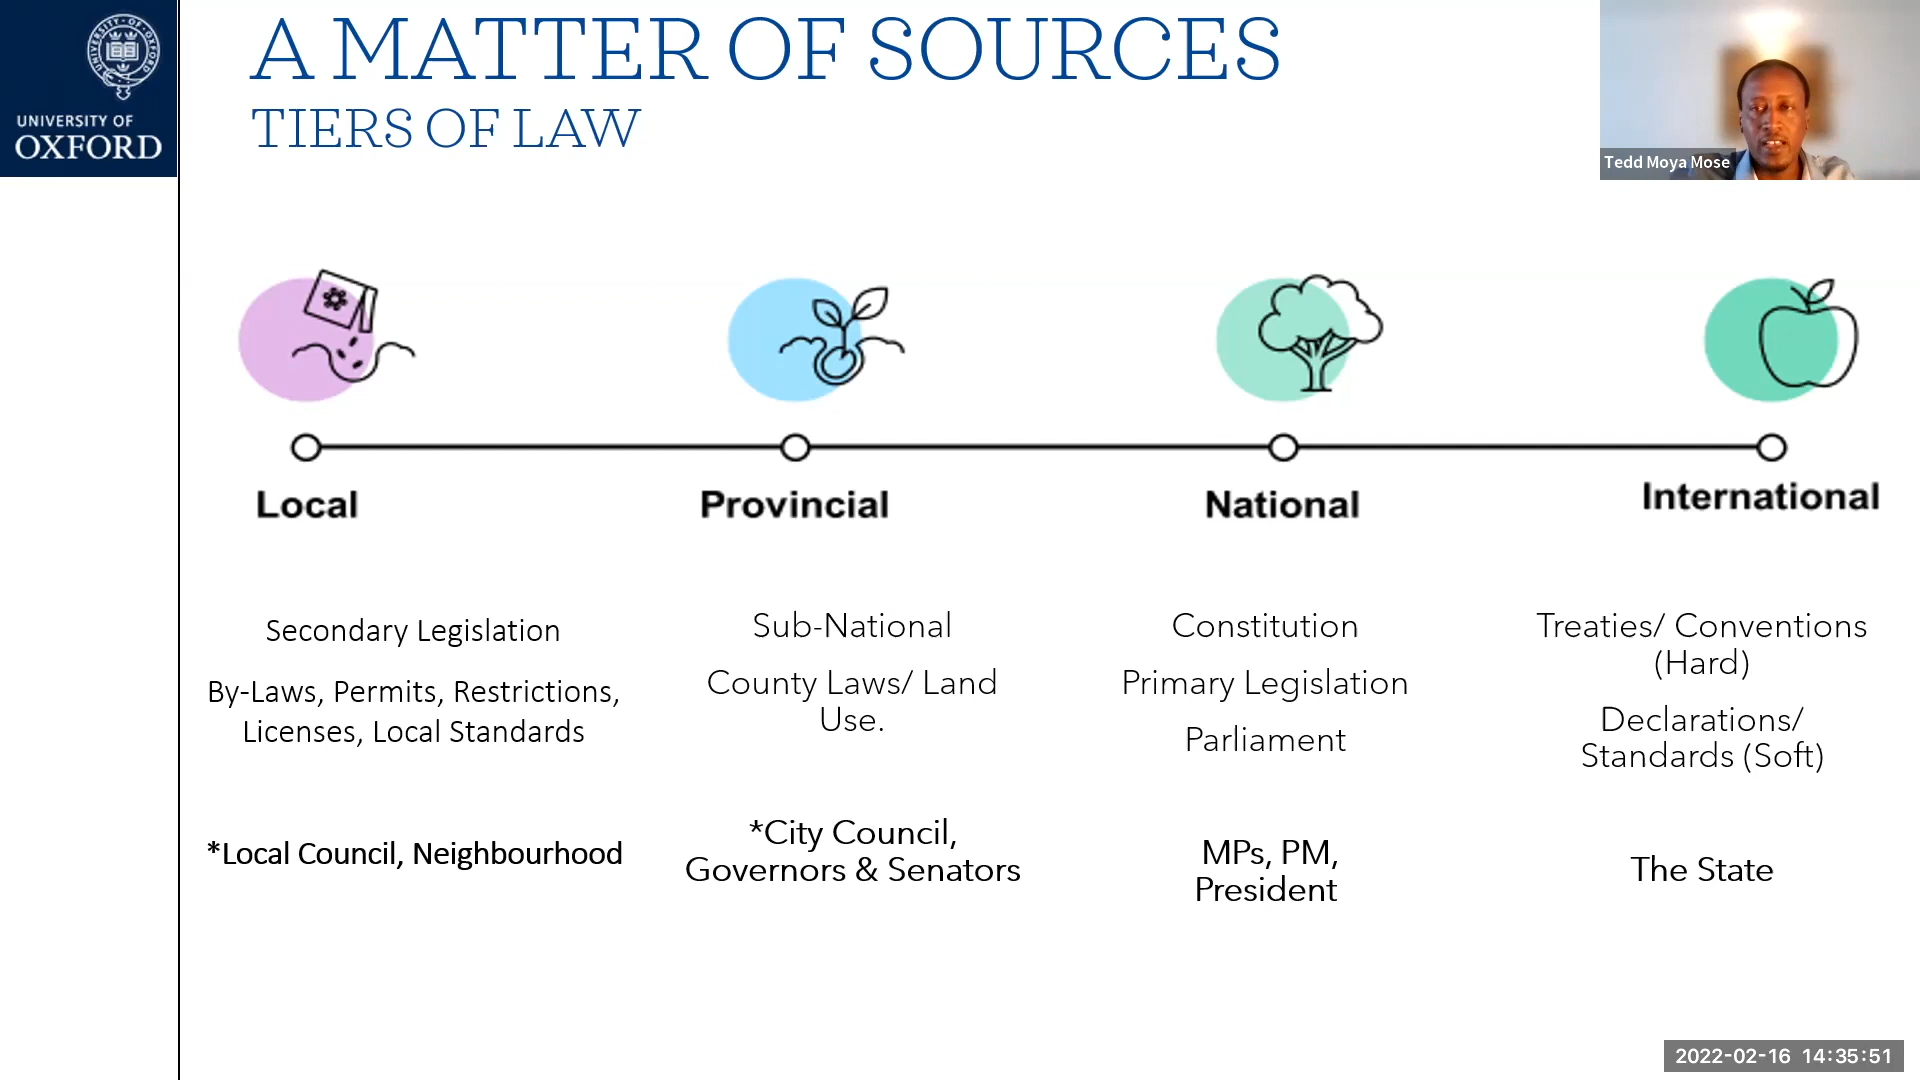 UNIVERSITY OF
OXFORD
A MATTER OF SOURCES
TIERS OF LAW
Tedd Moya Mose
Local
Provincial
National
International
Secondary Legislation
By-Laws, Permits, Restrictions,
Licenses, Local Standards
*Local Council, Neighbourhood
Sub-National
County Laws/ Land
Use.
*City Council,
Governors & Senators
Constitution
Primary Legislation
Parliament
MPs, PM,
President
Treaties/ Conventions
(Hard)
Declarations/
Standards (Soft)
The State
2022-02-16 14:35:51